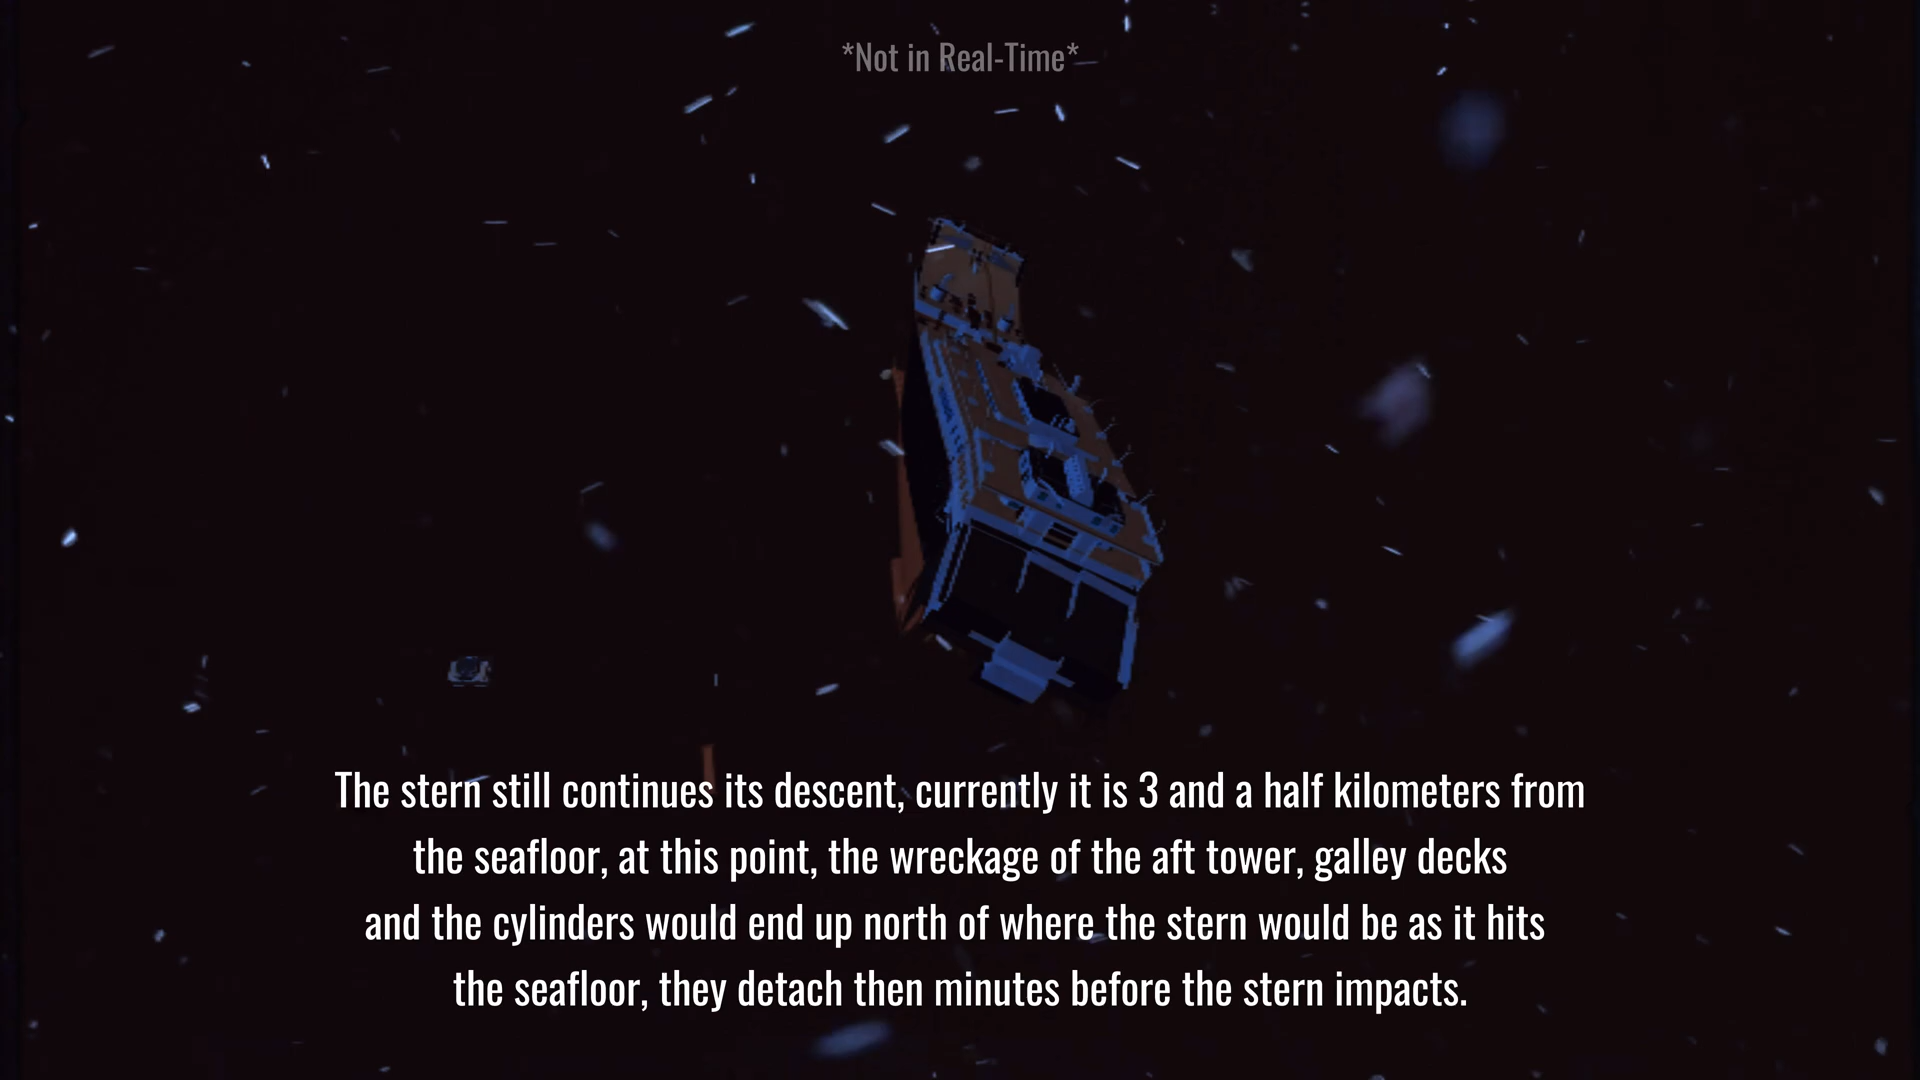 *Not in Real-Time*
The stern still continues its descent, currently it is 3 and a half kilometers from
the seafloor, at this point, the wreckage of the aft tower, galley decks
and the cylinders would end up north of where the stern would be as it hits
the seafloor, they detach then minutes before the stern impacts.